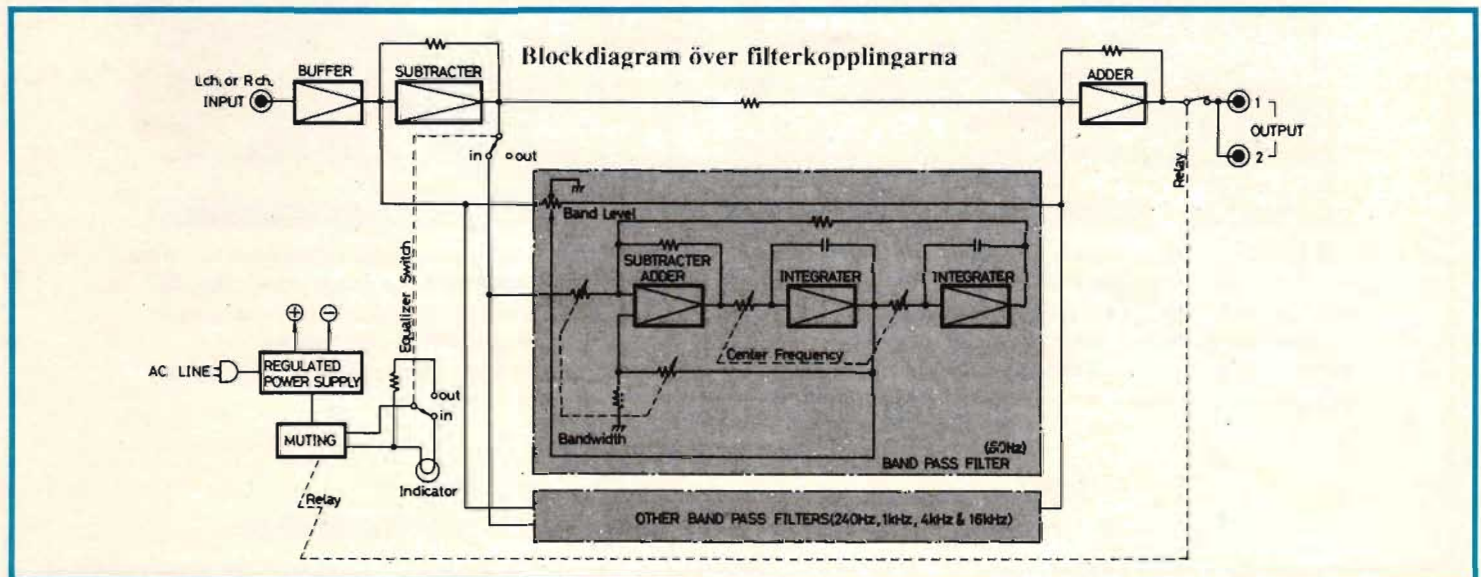 Blockdiagram över filterkopplingarna
Lch. or Rch.
INPUT
BUFFER
SUBTRACTER
ADDER
1
OUTPUT
2
in
out
Relay
Band Level
SUBTRACTER
ADDER
INTEGRATER
INTEGRATER
Center Frequency
Equalizer Switch
AC LINE
REGULATED
POWER SUPPLY
+
−
out
in
MUTING
Indicator
Relay
Bandwidth
(60Hz)
BAND PASS FILTER
OTHER BAND PASS FILTERS(240Hz, 1kHz, 4kHz & 16kHz)